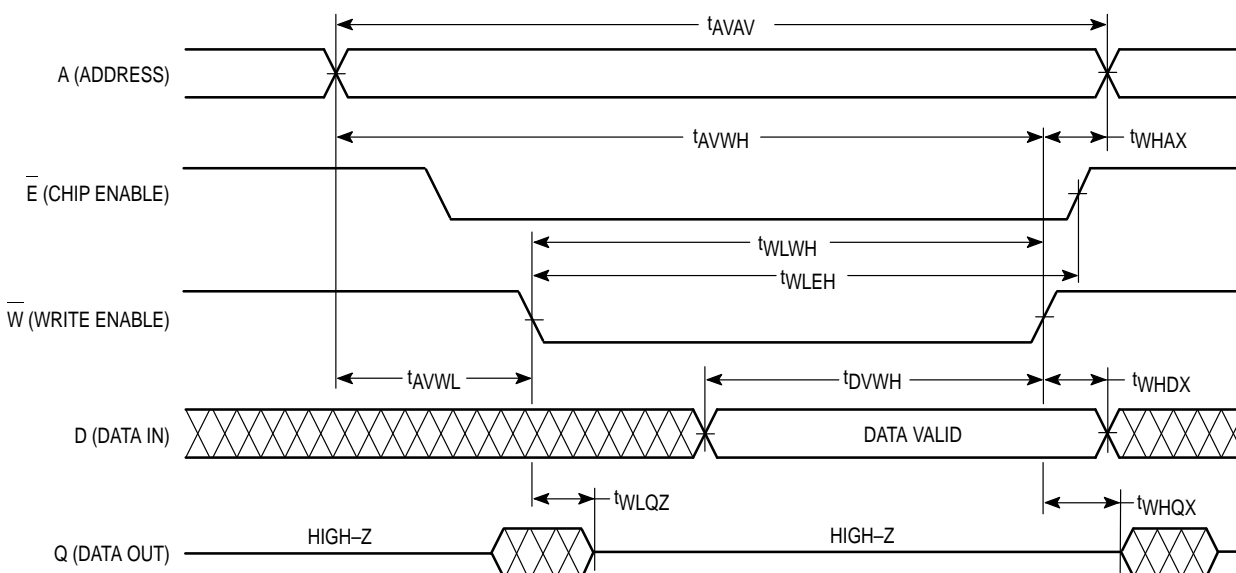 tAVAV
A (ADDRESS)
tAVWH
tWHAX
E (CHIP ENABLE)
tWLWH
tWLEH
W (WRITE ENABLE)
tAVWL
tDVWH
tWHDX
D (DATA IN)
DATA VALID
tWLQZ
tWHQX
Q (DATA OUT)
HIGH–Z
HIGH–Z